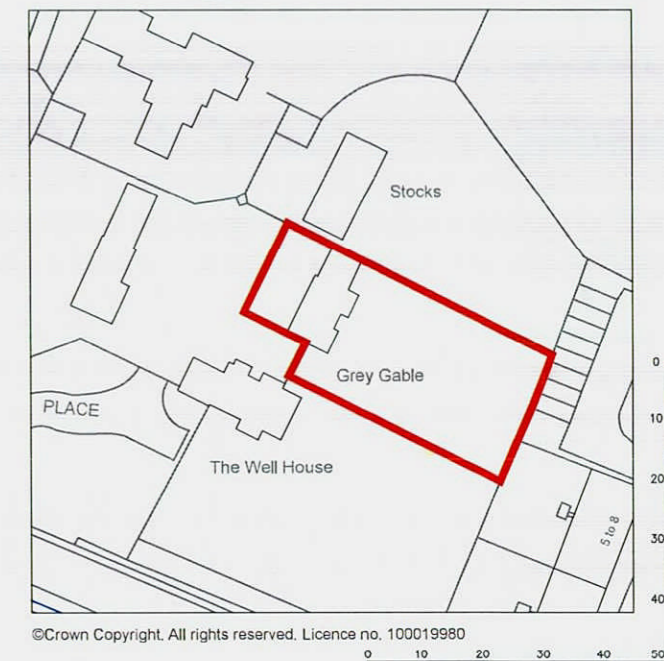 Stocks
Grey Gable
PLACE
The Well House
5 to 8
0
10
20
30
40
©Crown Copyright. All rights reserved. Licence no. 100019980
0 10 20 30 40 50